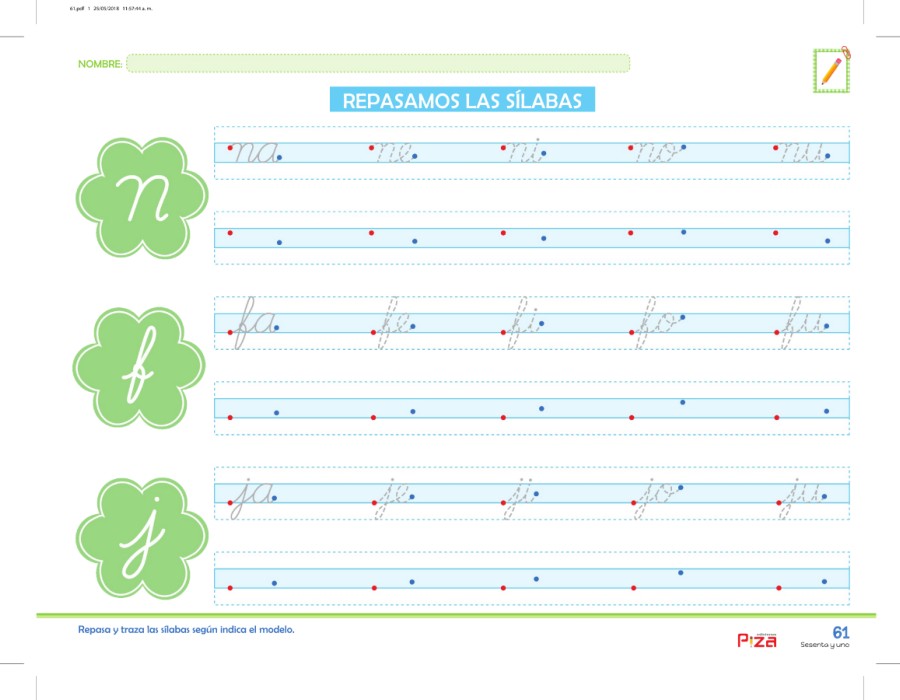 61.pdf 1 25/05/2018 11:57:44 a. m.
NOMBRE:
REPASAMOS LAS SÍLABAS
n
na ne ni no nu
f
fa fe fi fo fu
j
ja je ji jo ju
Repasa y traza las sílabas según indica el modelo.
Piza
61
Sesenta y uno